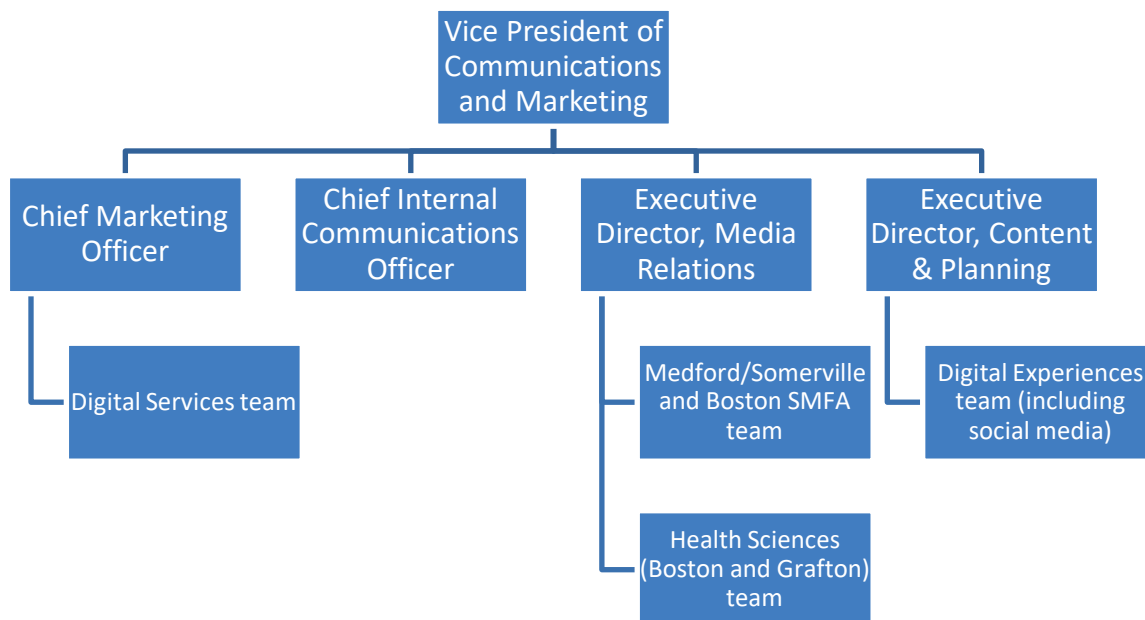 Vice President of
Communications
and Marketing
Chief Marketing
Officer
Chief Internal
Communications
Officer
Executive
Director, Media
Relations
Executive
Director, Content
& Planning
Digital Services team
Medford/Somerville
and Boston SMFA
team
Digital Experiences
team (including
social media)
Health Sciences
(Boston and Grafton)
team